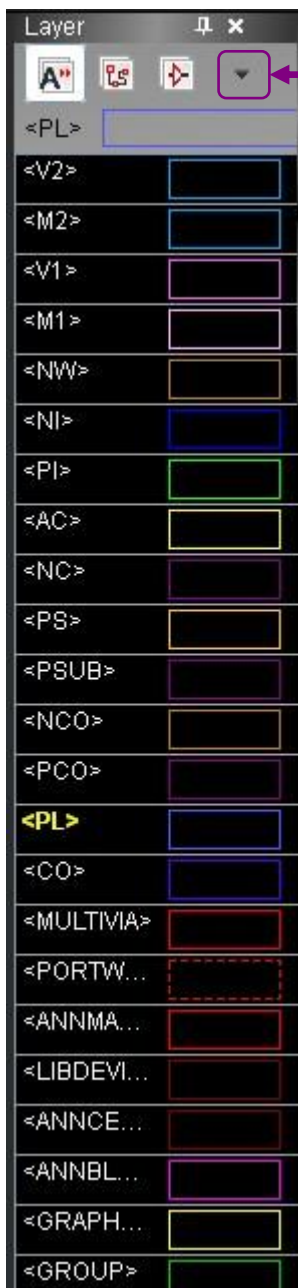 Layer
A"
<PL>
<V2>
<M2>
<V1>
<M1>
<NW>
<NI>
<PI>
<AC>
<NC>
<PS>
<PSUB>
<NCO>
<PCO>
<PL>
<CO>
<MULTIVIA>
<PORTW...
<ANNMA...
<LIBDEVI...
<ANNCE...
<ANNBL...
<GRAPH...
<GROUP>